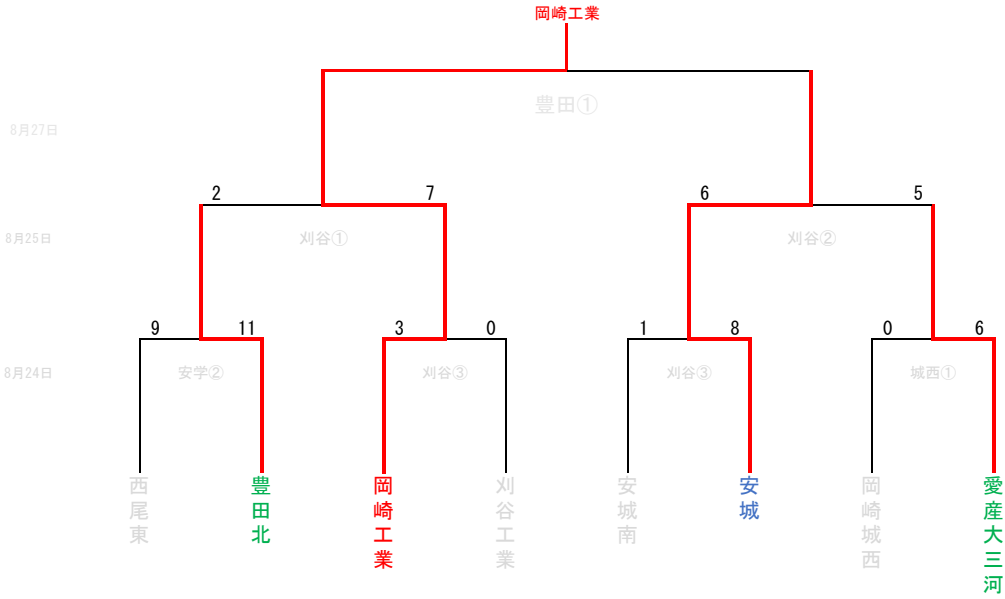 岡崎工業
豊田①
8月27日
2
7
6
5
8月25日
刈谷①
刈谷②
9
11
3
0
1
8
0
6
8月24日
安学②
刈谷③
刈谷③
城西①
西尾東
豊田北
岡崎工業
刈谷工業
安城南
安城
岡崎城西
愛産大三河